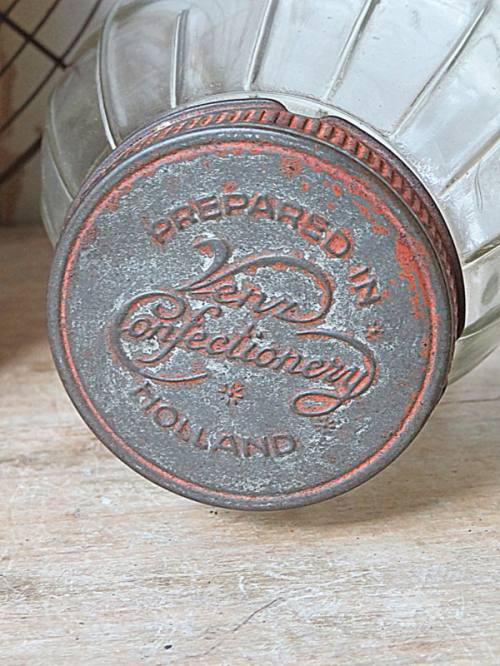 PREPARED IN
Venz
Confectionery
HOLLAND